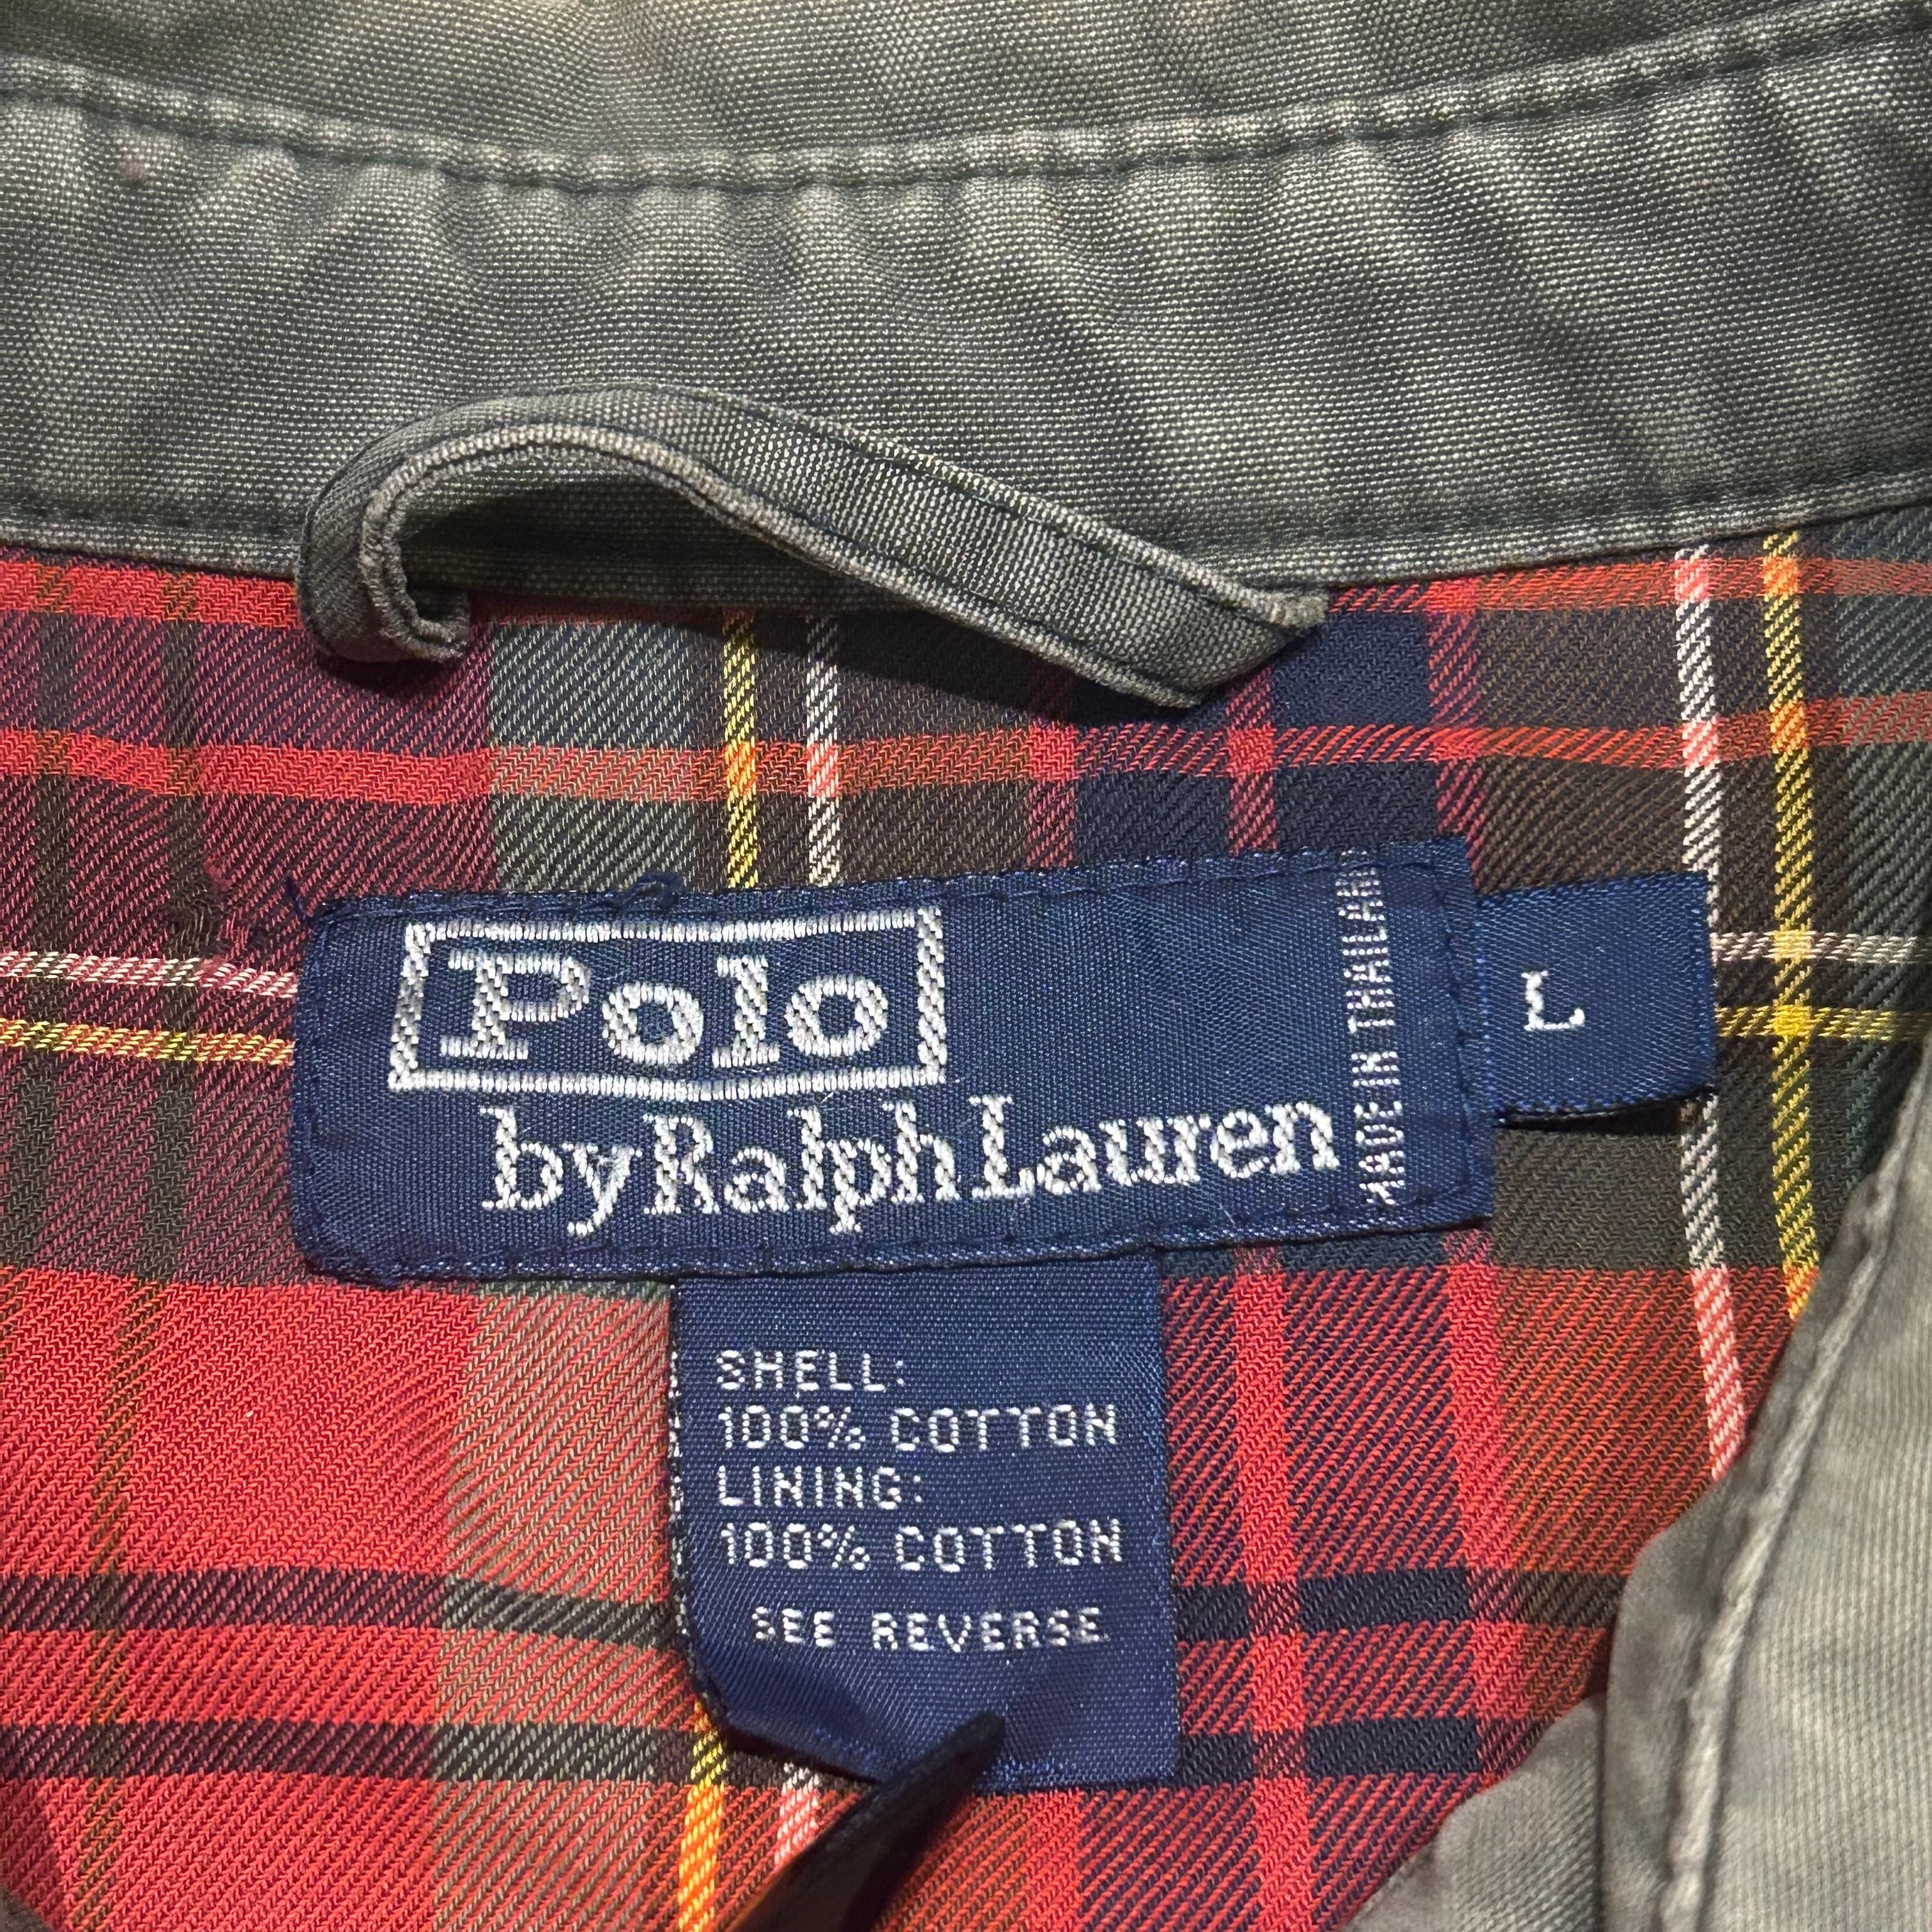 Polo
by Ralph Lauren
MADE IN THAILAND
L
SHELL:
100% COTTON
LINING:
100% COTTON
SEE REVERSE